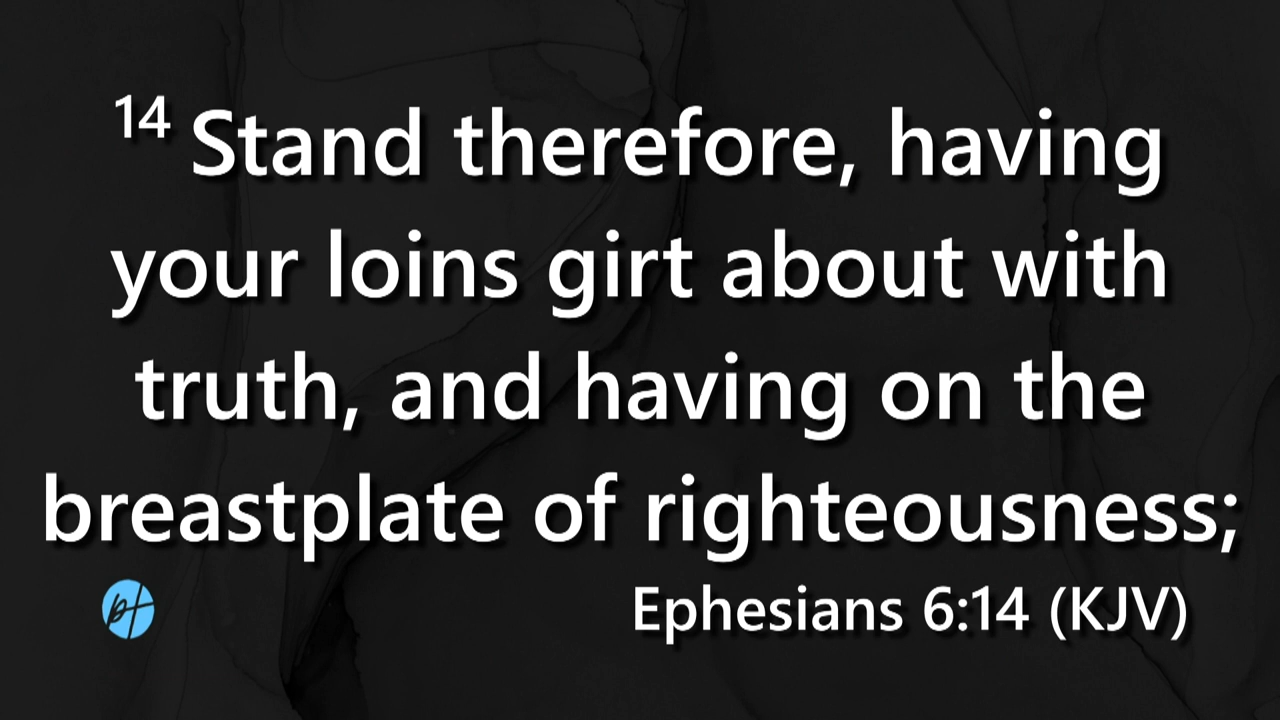 14 Stand therefore, having
your loins girt about with
truth, and having on the
breastplate of righteousness;
Ephesians 6:14 (KJV)